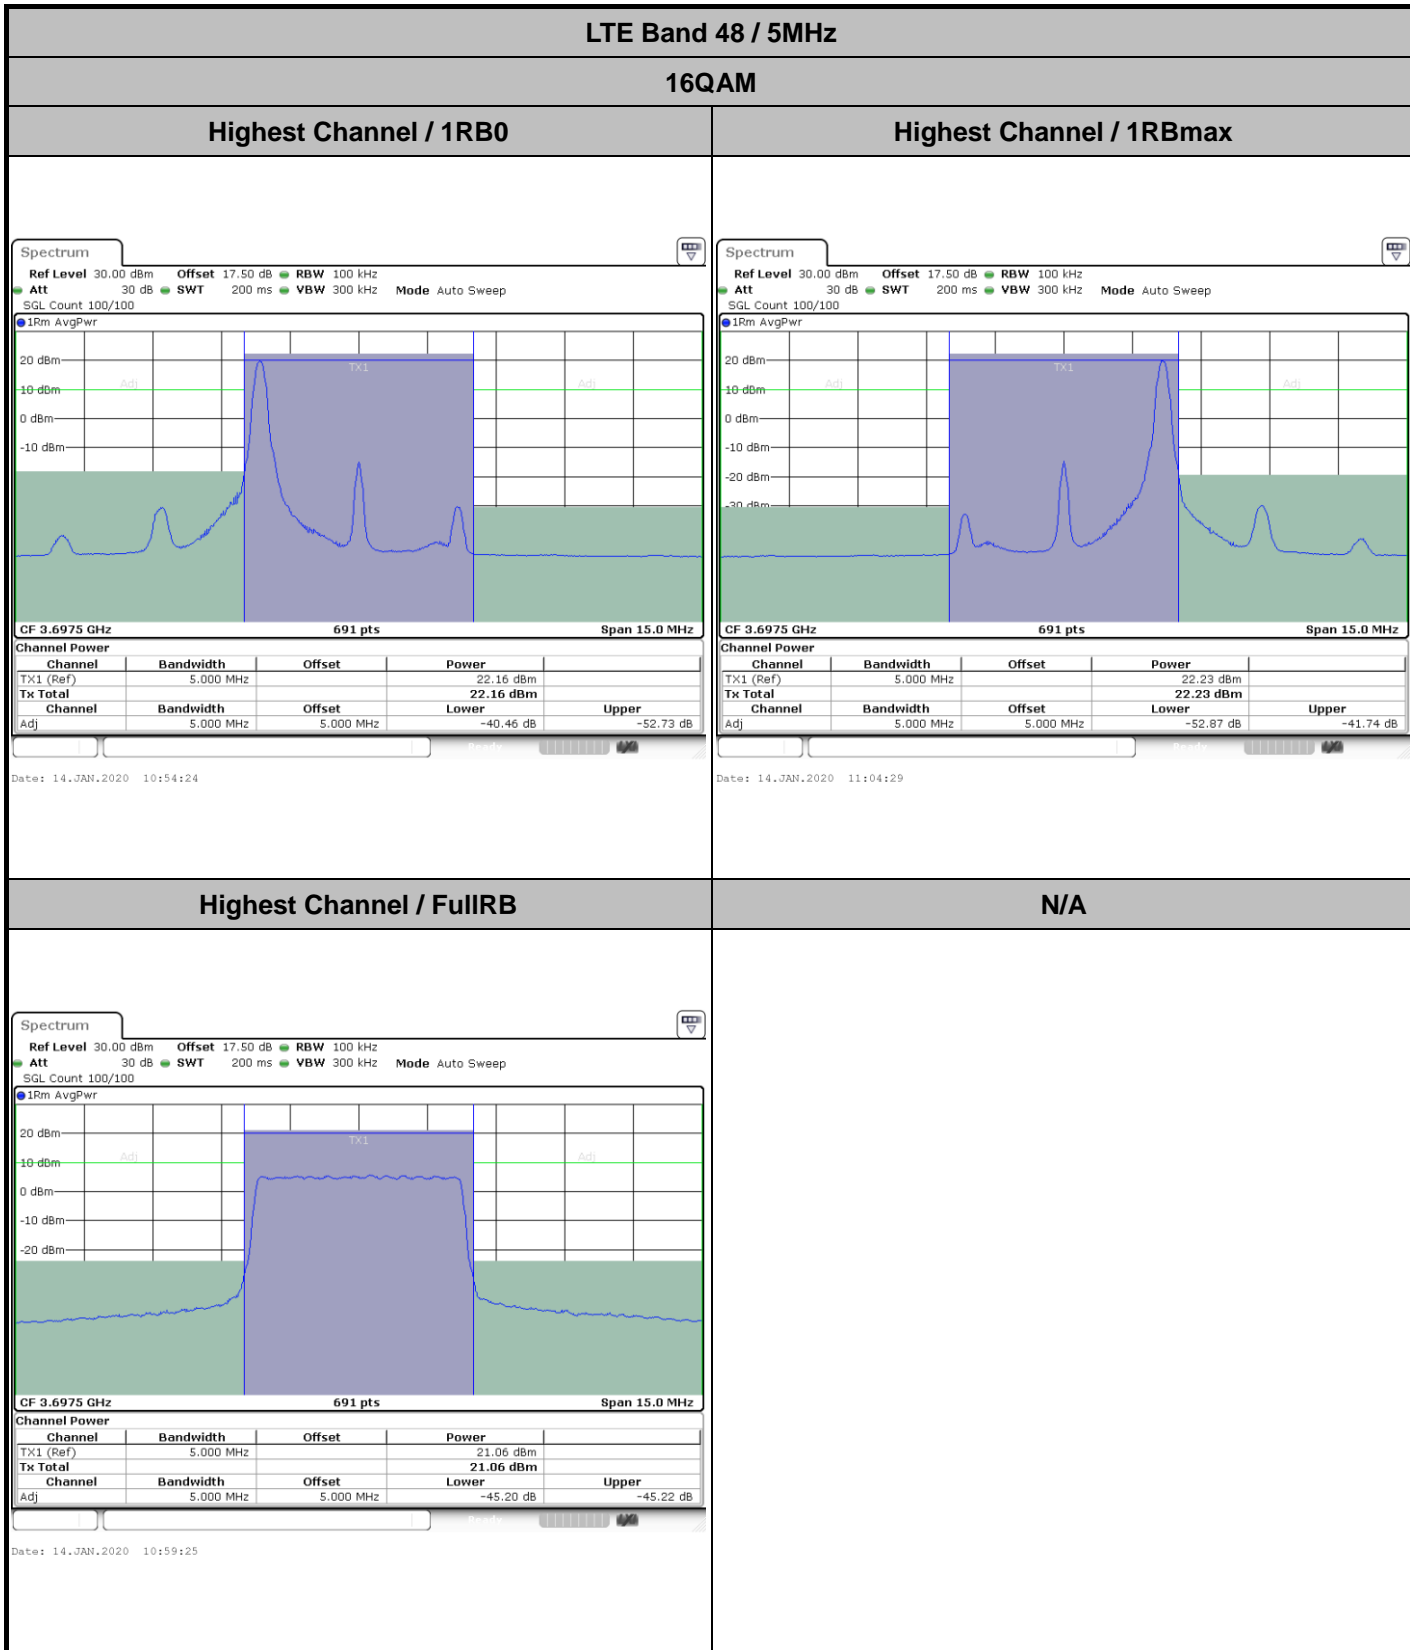 LTE Band 48 / 5MHz
16QAM
Highest Channel / 1RB0
Highest Channel / 1RBmax
Spectrum
Ref Level 30.00 dBm Offset 17.50 dB RBW 100 kHz
Att 30 dB SWT 200 ms VBW 300 kHz Mode Auto Sweep
SGL Count 100/100
1Rm AvgPwr
20 dBm
TX1
Adj
Adj
10 dBm
0 dBm
-10 dBm
CF 3.6975 GHz 691 pts Span 15.0 MHz
Channel Power
Channel Bandwidth Offset Power
TX1 (Ref) 5.000 MHz 22.16 dBm
Tx Total 22.16 dBm
Channel Bandwidth Offset Lower Upper
Adj 5.000 MHz 5.000 MHz -40.46 dB -52.73 dB
Ready
Date: 14.JAN.2020 10:54:24
Spectrum
Ref Level 30.00 dBm Offset 17.50 dB RBW 100 kHz
Att 30 dB SWT 200 ms VBW 300 kHz Mode Auto Sweep
SGL Count 100/100
1Rm AvgPwr
20 dBm
TX1
Adj
Adj
10 dBm
0 dBm
-10 dBm
-20 dBm
-30 dBm
CF 3.6975 GHz 691 pts Span 15.0 MHz
Channel Power
Channel Bandwidth Offset Power
TX1 (Ref) 5.000 MHz 22.23 dBm
Tx Total 22.23 dBm
Channel Bandwidth Offset Lower Upper
Adj 5.000 MHz 5.000 MHz -52.87 dB -41.74 dB
Ready
Date: 14.JAN.2020 11:04:29
Highest Channel / FullRB
N/A
Spectrum
Ref Level 30.00 dBm Offset 17.50 dB RBW 100 kHz
Att 30 dB SWT 200 ms VBW 300 kHz Mode Auto Sweep
SGL Count 100/100
1Rm AvgPwr
20 dBm
TX1
Adj
Adj
10 dBm
0 dBm
-10 dBm
-20 dBm
CF 3.6975 GHz 691 pts Span 15.0 MHz
Channel Power
Channel Bandwidth Offset Power
TX1 (Ref) 5.000 MHz 21.06 dBm
Tx Total 21.06 dBm
Channel Bandwidth Offset Lower Upper
Adj 5.000 MHz 5.000 MHz -45.20 dB -45.22 dB
Ready
Date: 14.JAN.2020 10:59:25